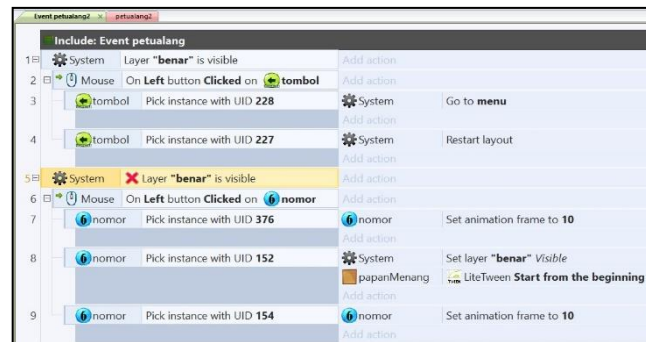 Event petualang2 x petualang2
Include: Event petualang
1 System Layer "benar" is visible Add action
2 Mouse On Left button Clicked on tombol Add action
3 tombol Pick instance with UID 228 System Go to menu
Add action
4 tombol Pick instance with UID 227 System Restart layout
Add action
5 System Layer "benar" is visible Add action
6 Mouse On Left button Clicked on 6 nomor Add action
7 6 nomor Pick instance with UID 376 6 nomor Set animation frame to 10
Add action
8 6 nomor Pick instance with UID 152 System Set layer "benar" Visible
papanMenang LiteTween Start from the beginning
Add action
9 6 nomor Pick instance with UID 154 6 nomor Set animation frame to 10
Add action